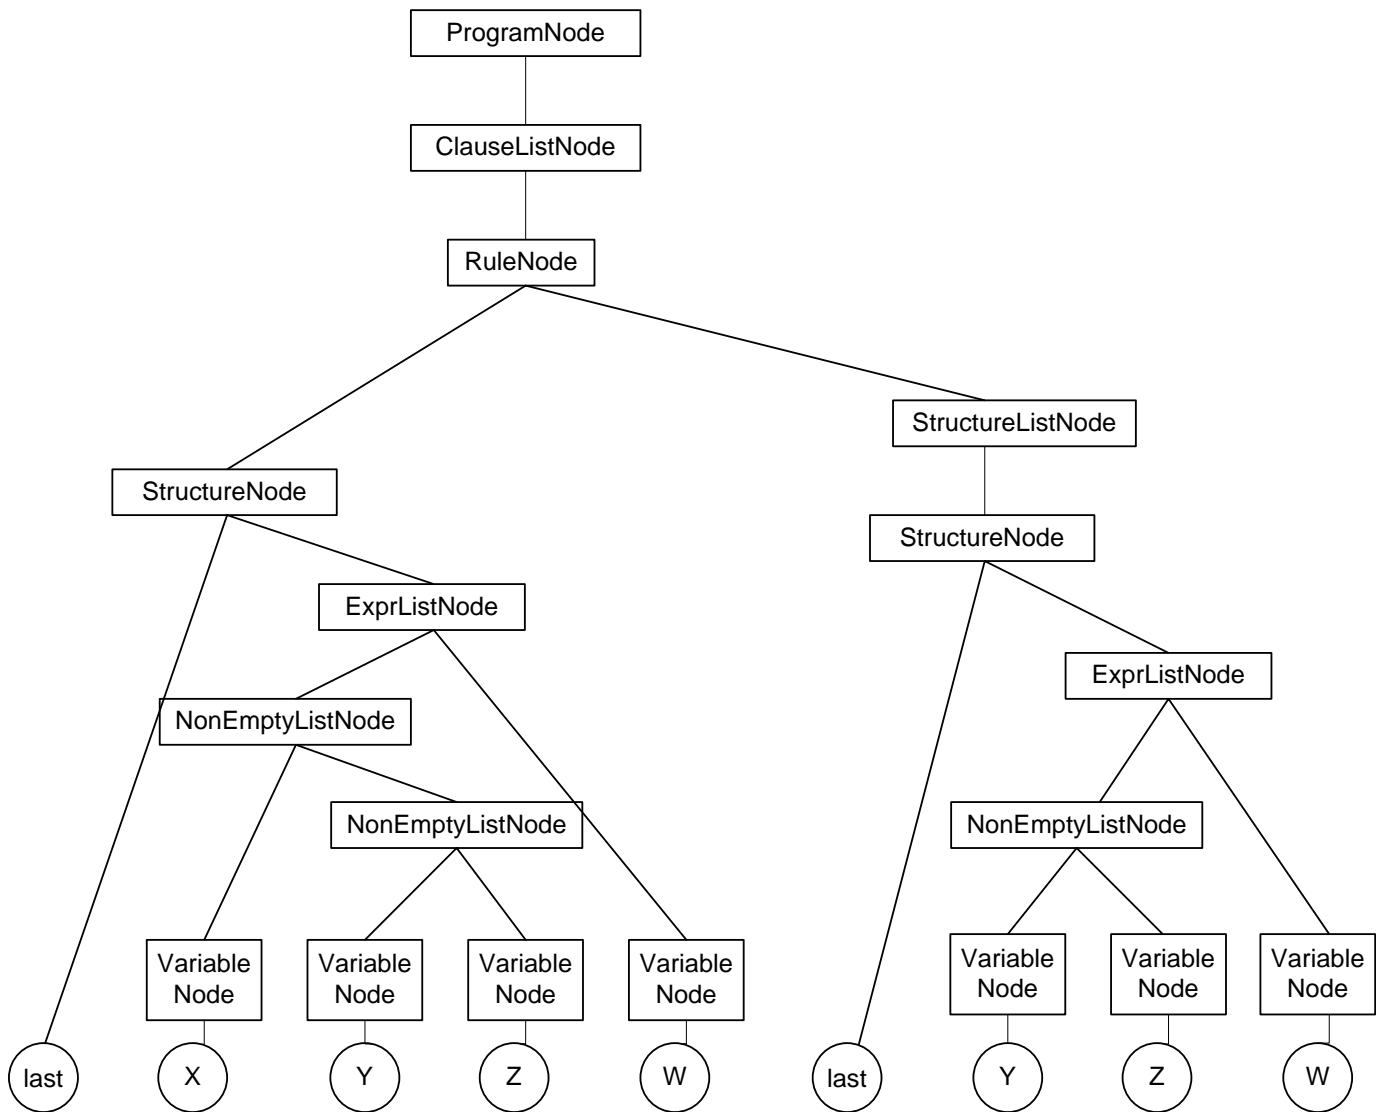 ProgramNode
ClauseListNode
RuleNode
StructureListNode
StructureNode
StructureNode
ExprListNode
ExprListNode
NonEmptyListNode
NonEmptyListNode
NonEmptyListNode
Variable
Node
Variable
Node
Variable
Node
Variable
Node
Variable
Node
Variable
Node
Variable
Node
last
X
Y
Z
W
last
Y
Z
W